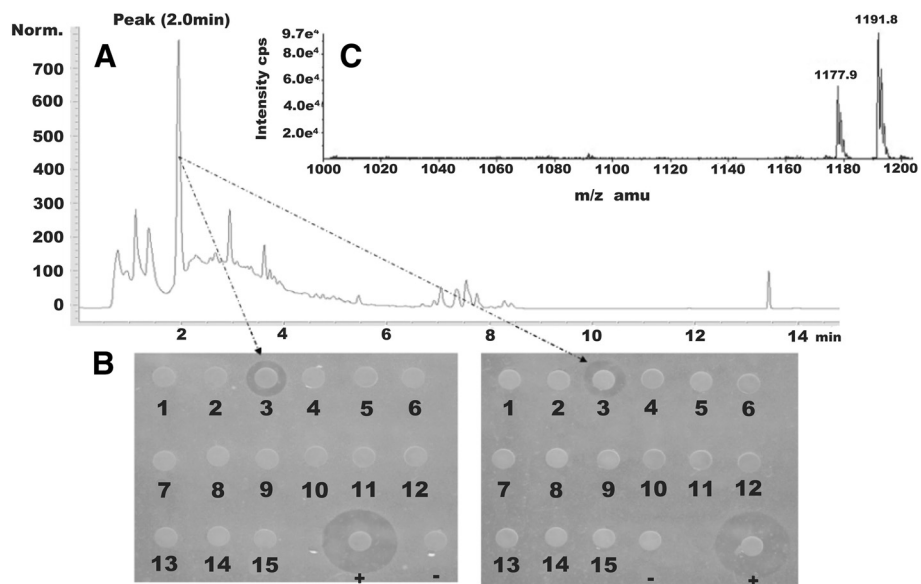 Peak (2.0min)
Norm.
A
700
600
500
400
300
200
100
0
2
4
6
8
10
12
14
min
C
1191.8
1177.9
9.7e⁴
8.0e⁴
6.0e⁴
4.0e⁴
2.0e⁴
Intensity cps
1000
1020
1040
1060
1080
1100
1120
1140
1160
1180
1200
m/z amu
B
1 2 3 4 5 6
7 8 9 10 11 12
13 14 15 + -
1 2 3 4 5 6
7 8 9 10 11 12
13 14 15 - +